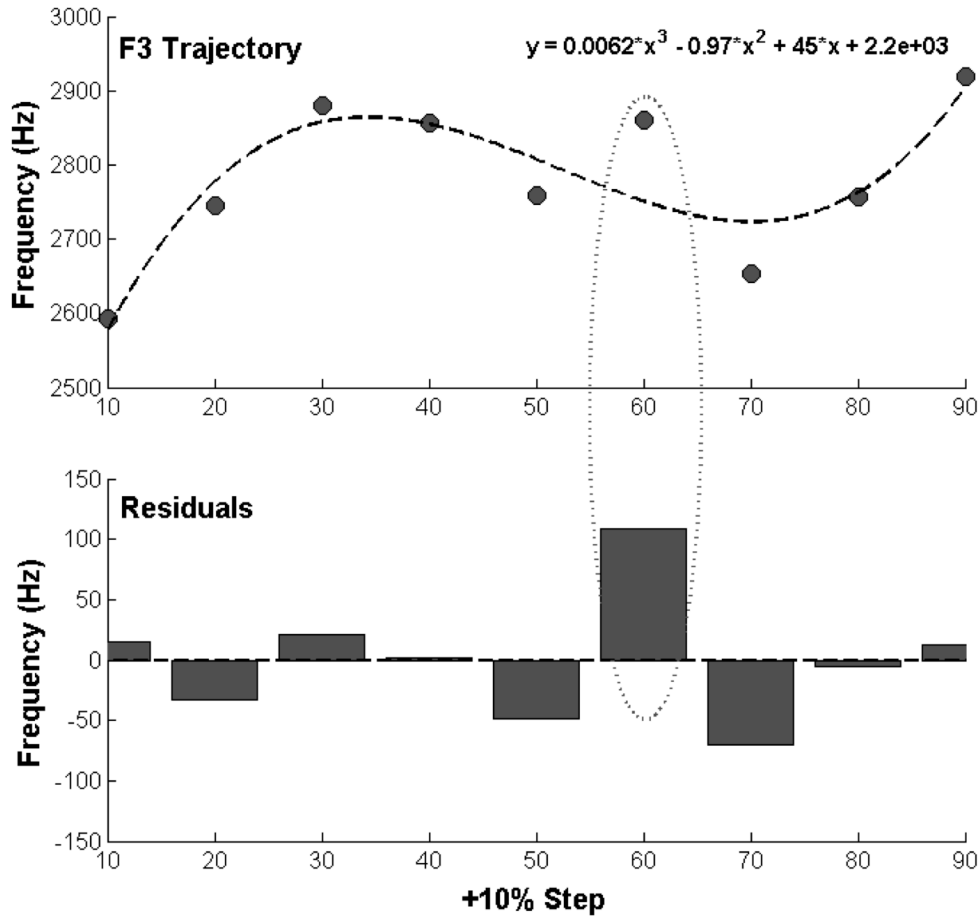 3000
F3 Trajectory
y = 0.0062*x^3 - 0.97*x^2 + 45*x + 2.2e+03
2900
2800
2700
2600
2500
Frequency (Hz)
10 20 30 40 50 60 70 80 90
150
Residuals
100
50
0
-50
-100
-150
Frequency (Hz)
10 20 30 40 50 60 70 80 90
+10% Step